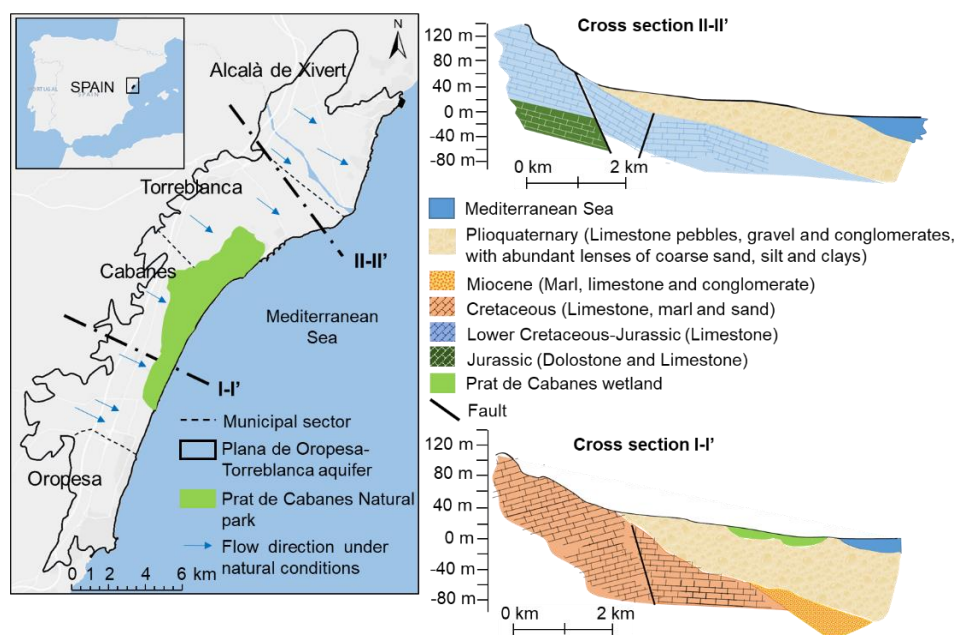 SPAIN
PORTUGAL
SPAIN
N
Alcalà de Xivert
Torreblanca
Cabanes
Oropesa
II-II’
I-I’
Mediterranean
Sea
Municipal sector
Plana de Oropesa-
Torreblanca aquifer
Prat de Cabanes Natural
park
Flow direction under
natural conditions
0 1 2 4 6 km
Cross section II-II’
120 m
80 m
40 m
0 m
-40 m
-80 m
0 km 2 km
Mediterranean Sea
Plioquaternary (Limestone pebbles, gravel and conglomerates,
with abundant lenses of coarse sand, silt and clays)
Miocene (Marl, limestone and conglomerate)
Cretaceous (Limestone, marl and sand)
Lower Cretaceous-Jurassic (Limestone)
Jurassic (Dolostone and Limestone)
Prat de Cabanes wetland
Fault
Cross section I-I’
120 m
80 m
40 m
0 m
-40 m
-80 m
0 km 2 km